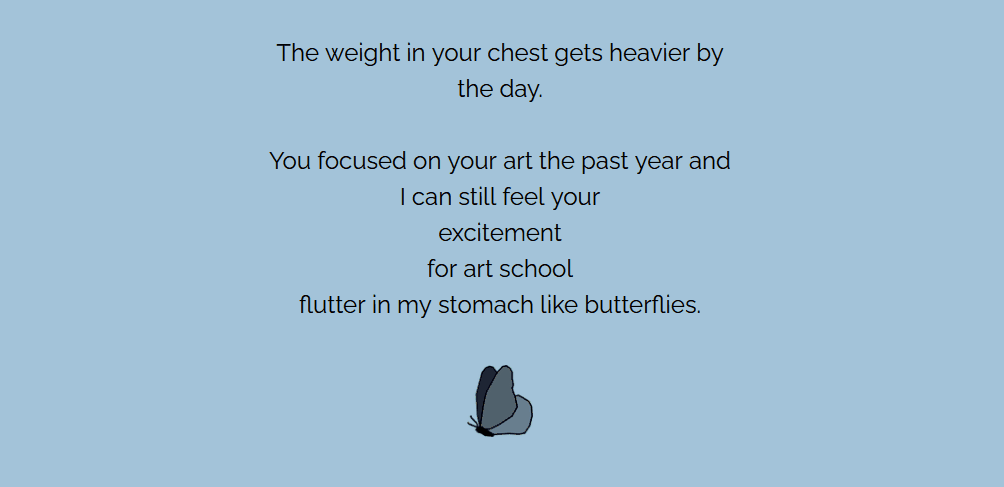 The weight in your chest gets heavier by
the day.
You focused on your art the past year and
I can still feel your
excitement
for art school
flutter in my stomach like butterflies.